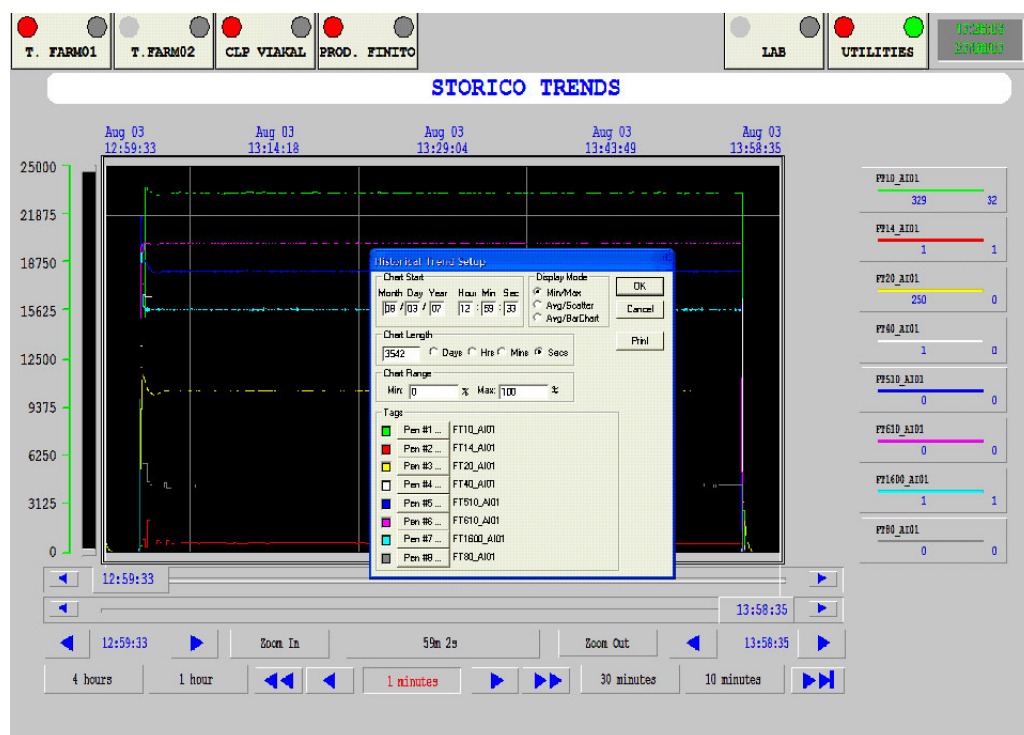 T. FARM01 T.FARM02 CLP VIAKAL PROD. FINITO LAB UTILITIES
STORICO TRENDS
Aug 03 Aug 03 Aug 03 Aug 03 Aug 03
12:59:33 13:14:18 13:29:04 13:43:49 13:58:35
25000
21875
18750
15625
12500
9375
6250
3125
0
Historical Trend Setup
Chart Start
Month Day Year Hour Min Sec
08 / 03 / 07 12 : 59 : 33
Display Mode
Min/Max
Avg/Scatter
Avg/BarChart
OK
Cancel
Print
Chart Length
3542 Days Hrs Mins Secs
Chart Range
Min: 0 % Max: 100 %
Tags
Pen #1 ... FT10_AI01
Pen #2 ... FT14_AI01
Pen #3 ... FT20_AI01
Pen #4 ... FT40_AI01
Pen #5 ... FT510_AI01
Pen #6 ... FT610_AI01
Pen #7 ... FT1600_AI01
Pen #8 ... FT80_AI01
FT10_AI01
329 32
FT14_AI01
1 1
FT20_AI01
250 0
FT40_AI01
1 0
FT510_AI01
0 0
FT610_AI01
0 0
FT1600_AI01
1 1
FT80_AI01
0 0
12:59:33
13:58:35
12:59:33 Zoom In 59m 2s Zoom Out 13:58:35
4 hours 1 hour 1 minutes 30 minutes 10 minutes